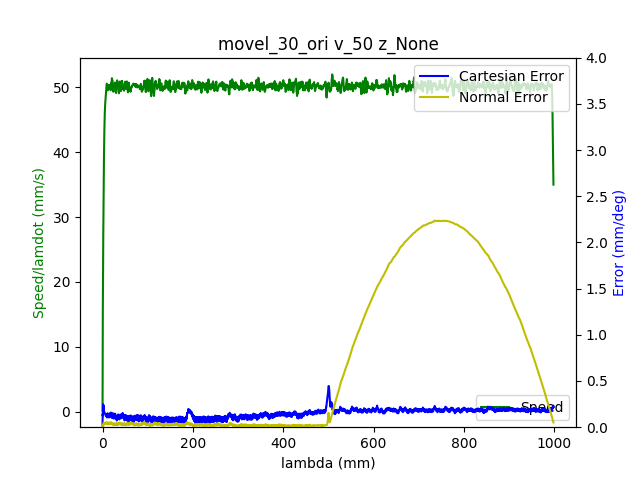 movel_30_ori v_50 z_None
Cartesian Error
Normal Error
Speed
Speed/lamdot (mm/s)
50
40
30
20
10
0
4.0
3.5
3.0
2.5
2.0
1.5
1.0
0.5
0.0
Error (mm/deg)
0 200 400 600 800 1000
lambda (mm)